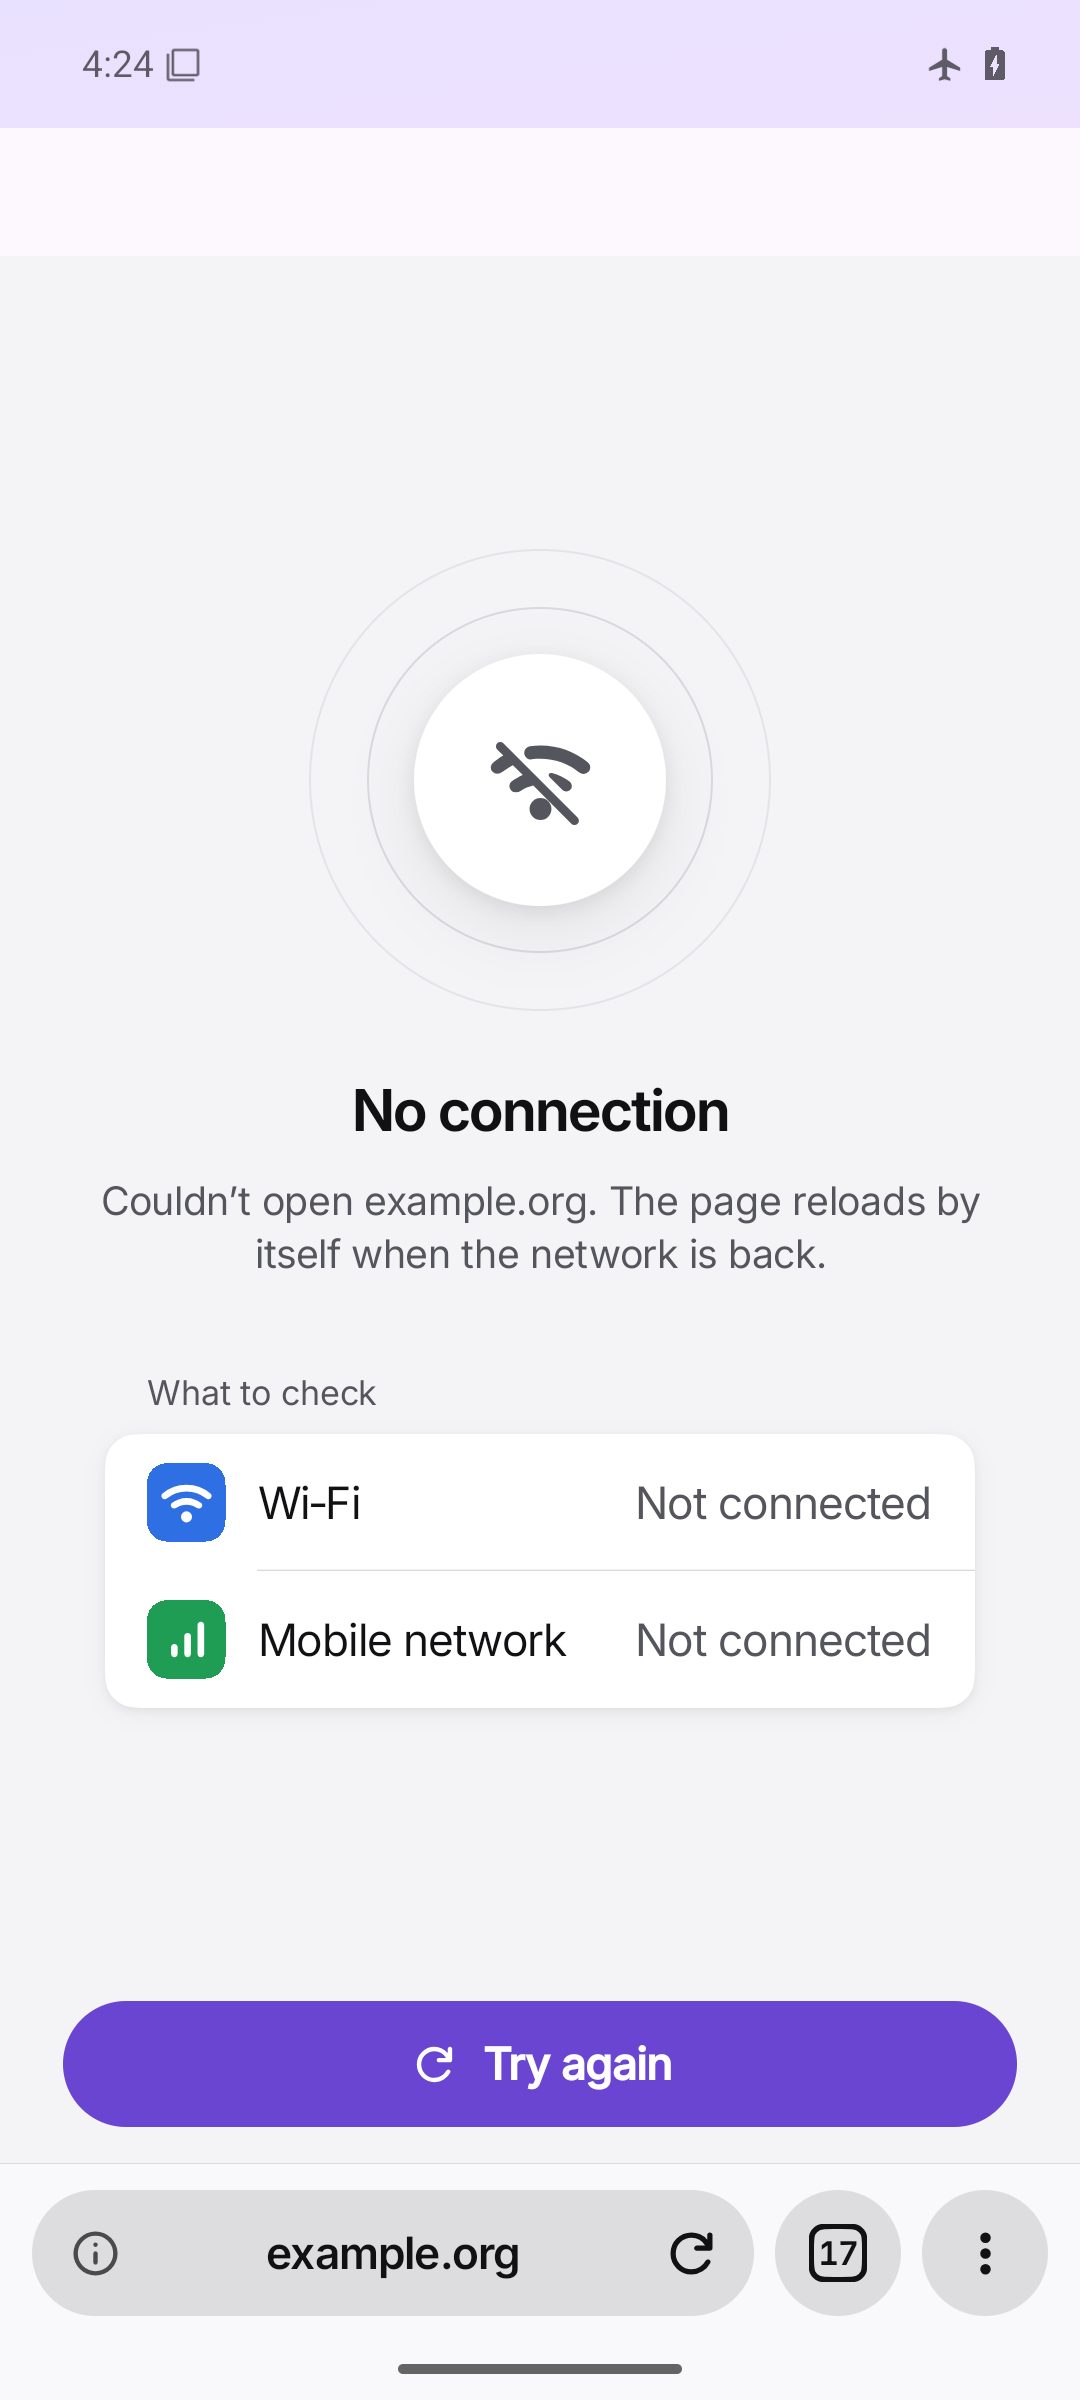 4:24
No connection
Couldn’t open example.org. The page reloads by
itself when the network is back.
What to check
Wi-Fi Not connected
Mobile network Not connected
Try again
example.org 17